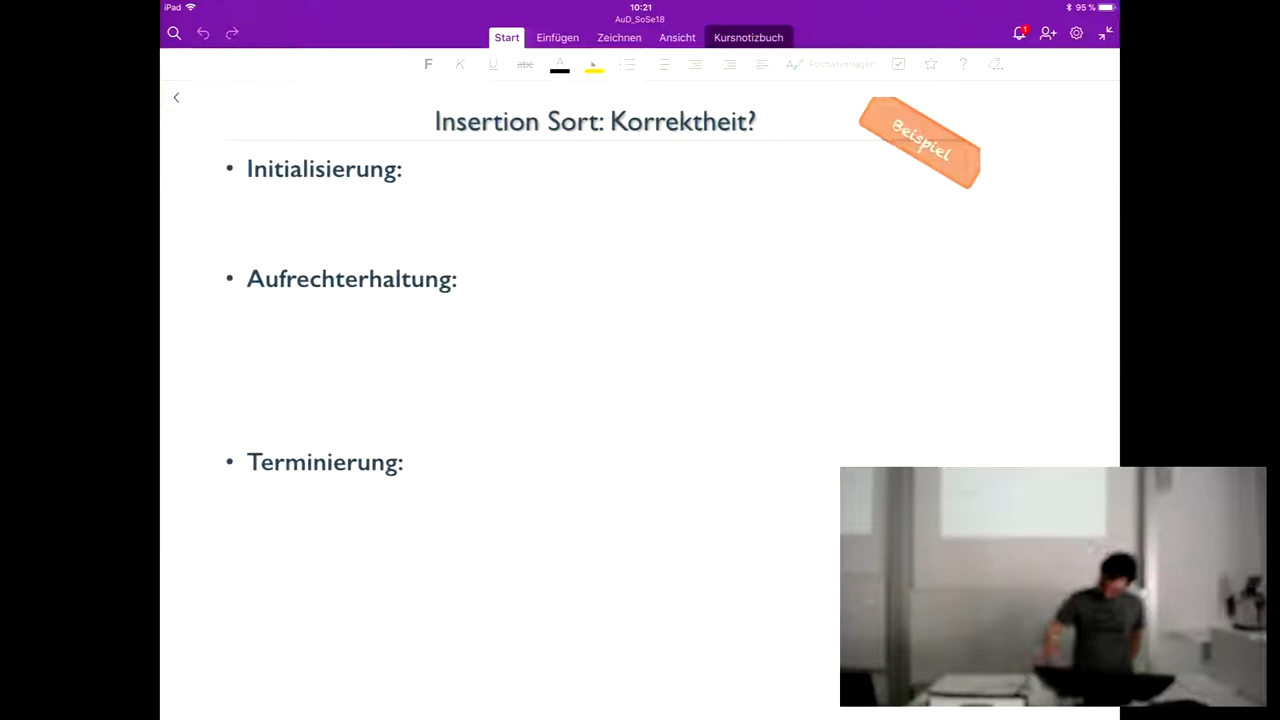 iPad 10:21 95 %
AuD_SoSe18
Start Einfügen Zeichnen Ansicht Kursnotizbuch 1
F K U abc A Formatvorlagen ?
Insertion Sort: Korrektheit?
Beispiel
• Initialisierung:
• Aufrechterhaltung:
• Terminierung: